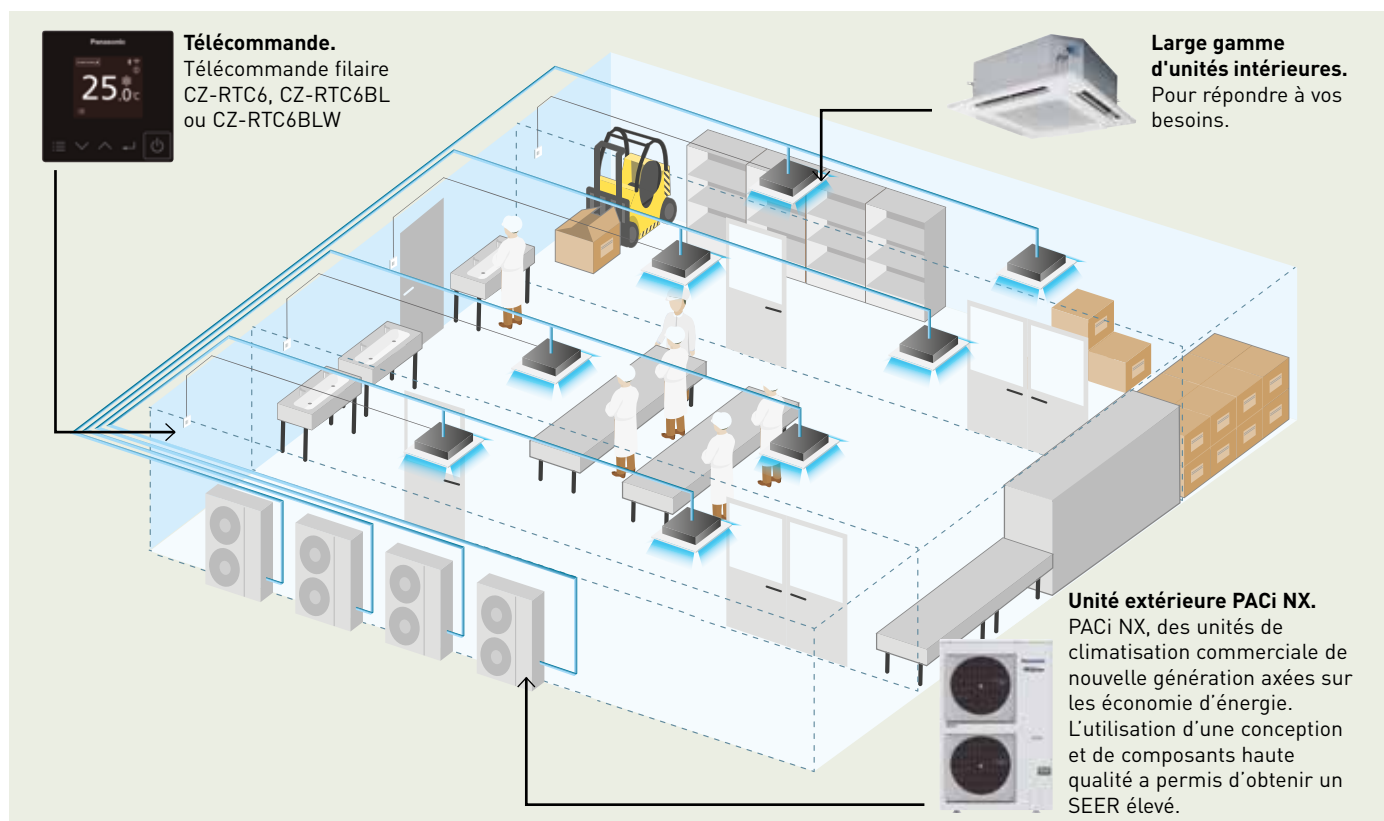 Panasonic
25.0c
Télécommande.
Télécommande filaire
CZ-RTC6, CZ-RTC6BL
ou CZ-RTC6BLW
Large gamme
d'unités intérieures.
Pour répondre à vos
besoins.
Unité extérieure PACi NX.
PACi NX, des unités de
climatisation commerciale de
nouvelle génération axées sur
les économie d’énergie.
L’utilisation d’une conception
et de composants haute
qualité a permis d’obtenir un
SEER élevé.
Panasonic